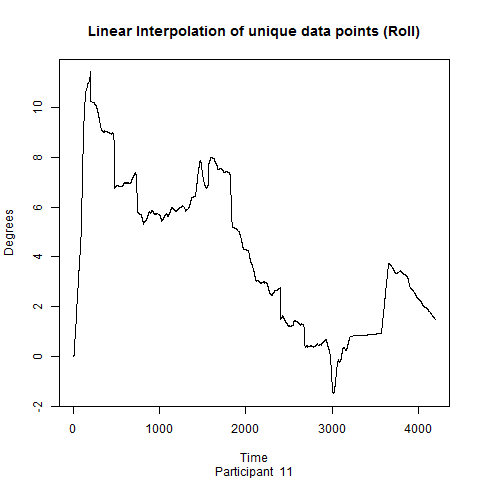 Linear Interpolation of unique data points (Roll)
Degrees
10
8
6
4
2
0
-2
0 1000 2000 3000 4000
Time
Participant 11